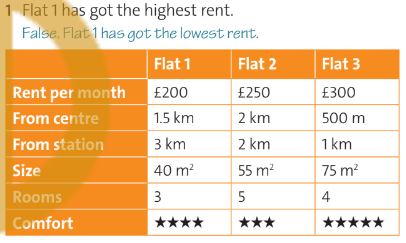 1 Flat 1 has got the highest rent.
False. Flat 1 has got the lowest rent.
Flat 1 Flat 2 Flat 3
Rent per month £200 £250 £300
From centre 1.5 km 2 km 500 m
From station 3 km 2 km 1 km
Size 40 m² 55 m² 75 m²
Rooms 3 5 4
Comfort ★★★★ ★★★ ★★★★★